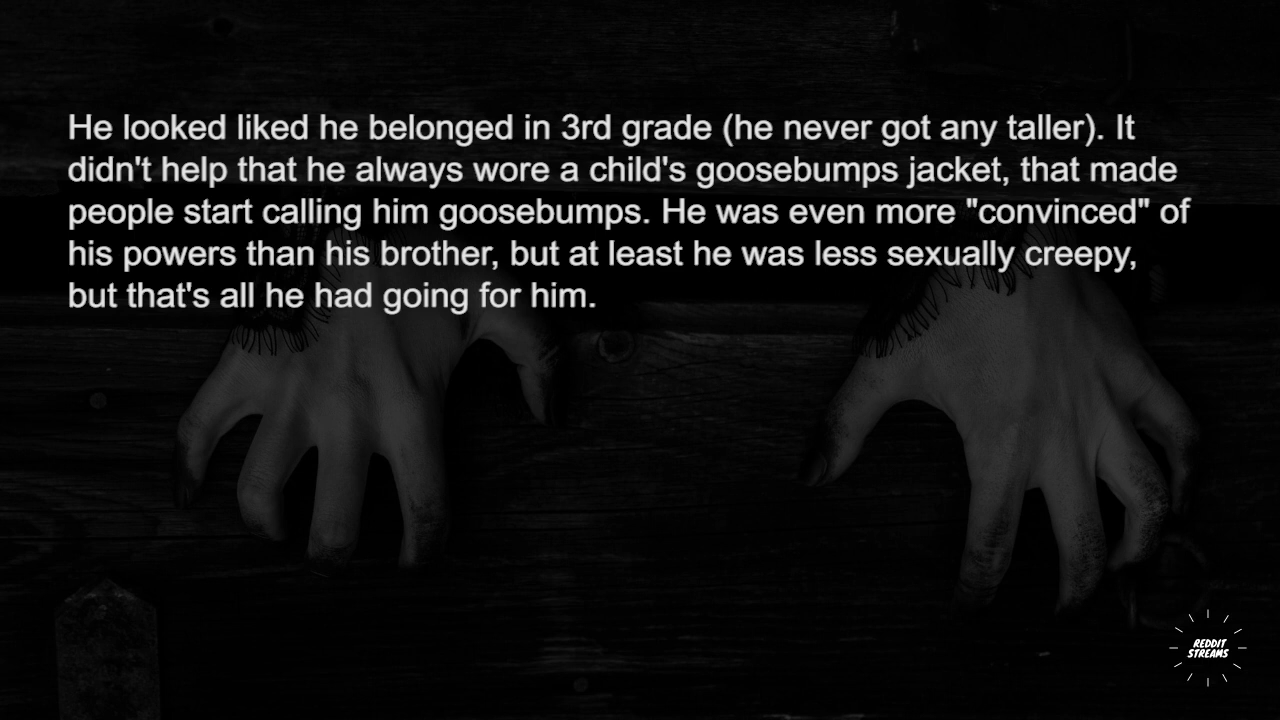 He looked liked he belonged in 3rd grade (he never got any taller). It
didn't help that he always wore a child's goosebumps jacket, that made
people start calling him goosebumps. He was even more "convinced" of
his powers than his brother, but at least he was less sexually creepy,
but that's all he had going for him.
REDDIT
STREAMS